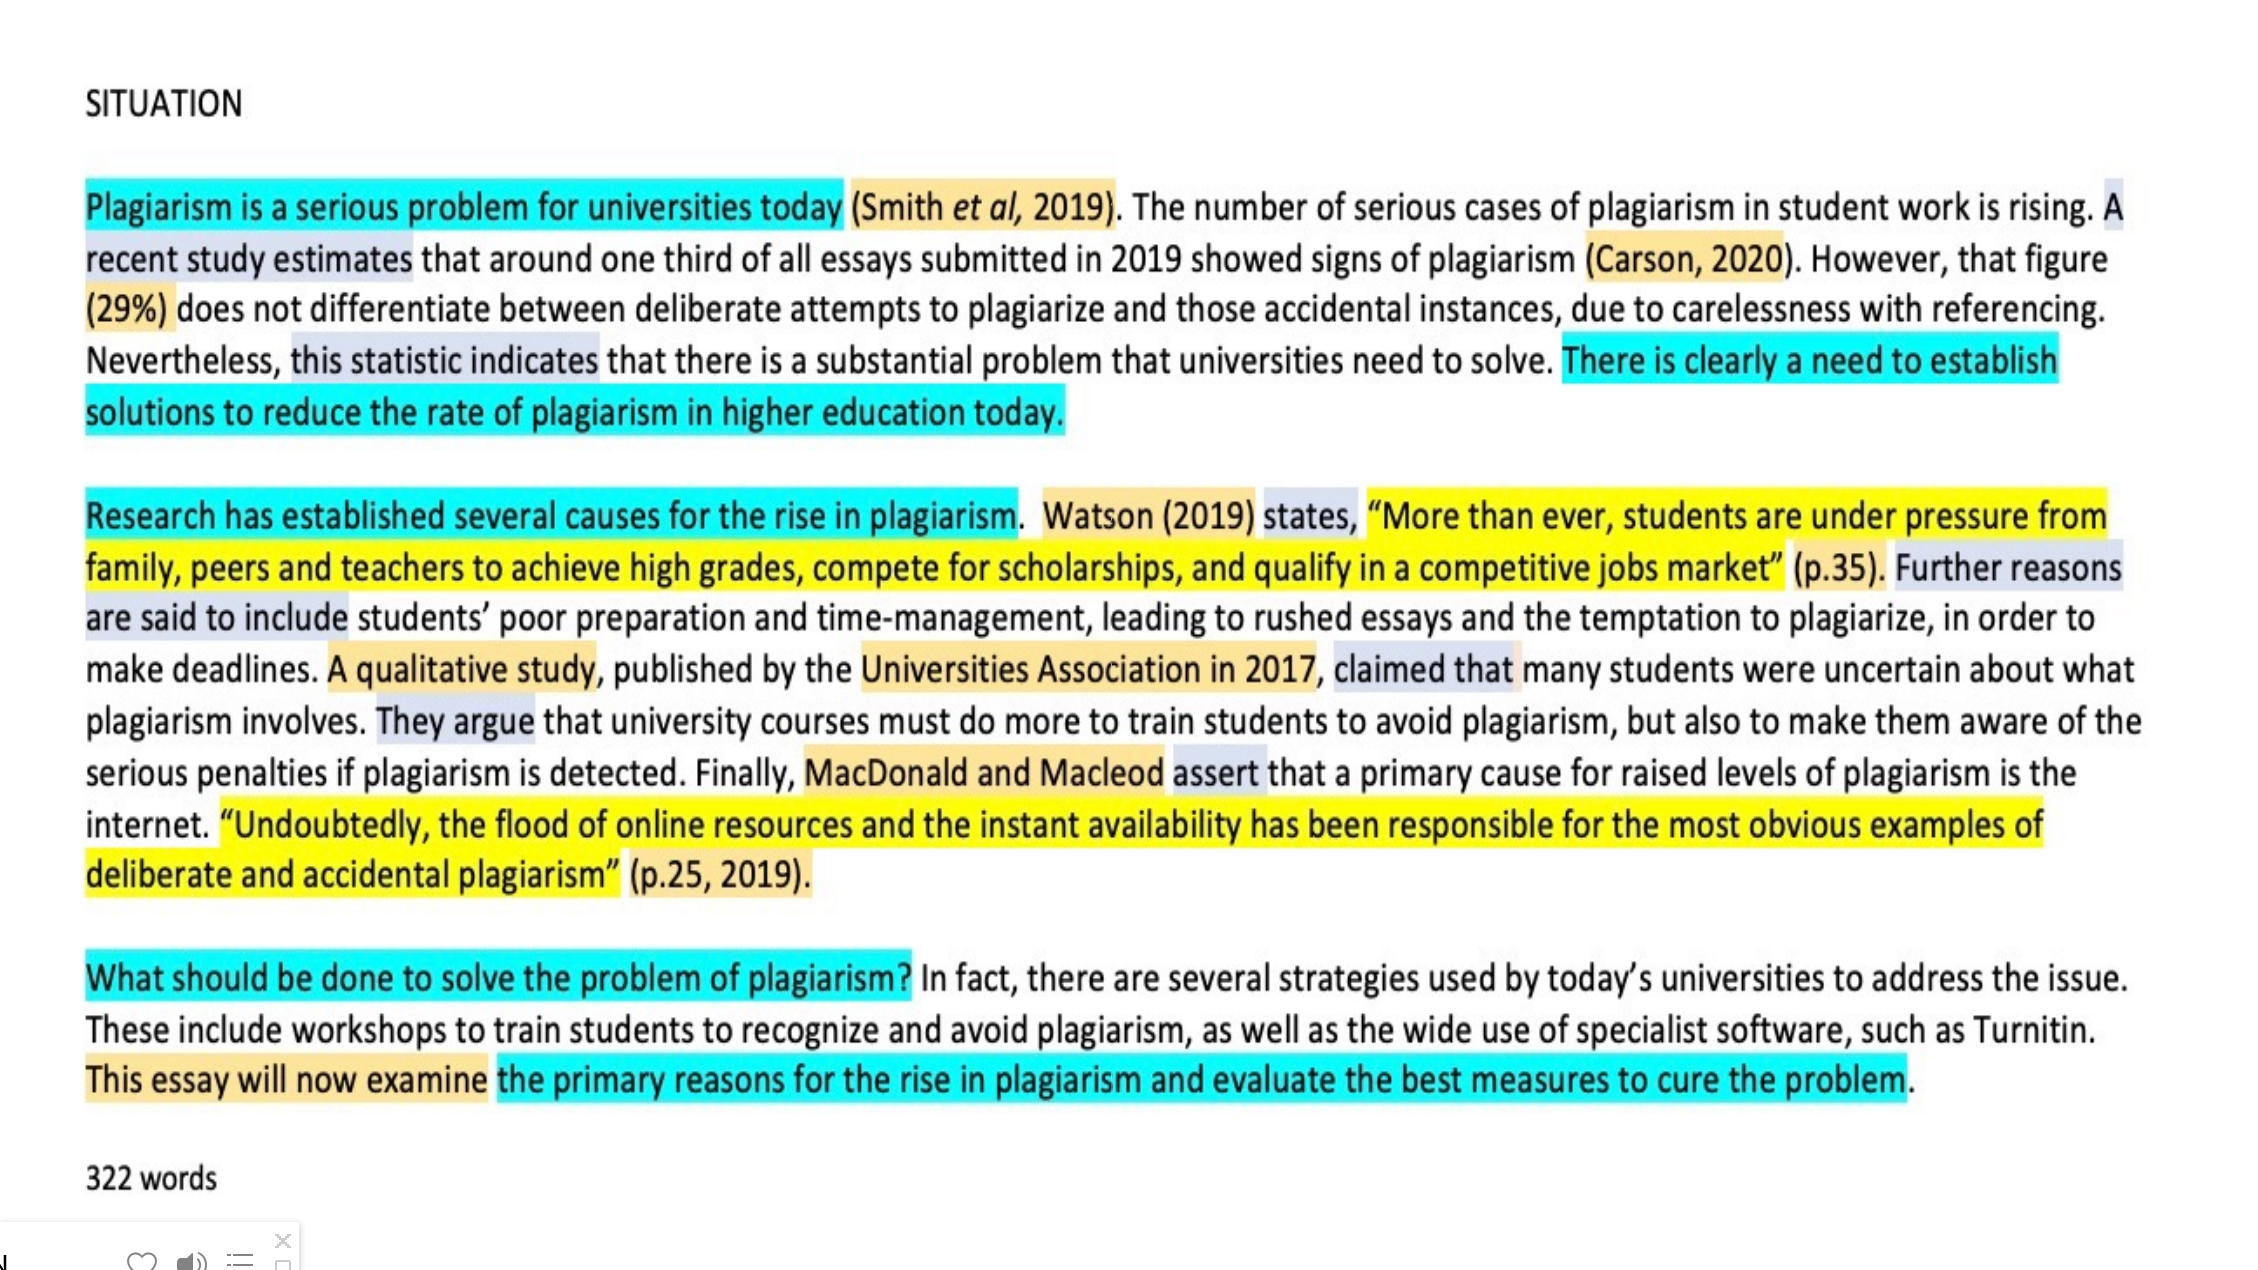 SITUATION
Plagiarism is a serious problem for universities today (Smith et al, 2019). The number of serious cases of plagiarism in student work is rising. A
recent study estimates that around one third of all essays submitted in 2019 showed signs of plagiarism (Carson, 2020). However, that figure
(29%) does not differentiate between deliberate attempts to plagiarize and those accidental instances, due to carelessness with referencing.
Nevertheless, this statistic indicates that there is a substantial problem that universities need to solve. There is clearly a need to establish
solutions to reduce the rate of plagiarism in higher education today.
Research has established several causes for the rise in plagiarism. Watson (2019) states, “More than ever, students are under pressure from
family, peers and teachers to achieve high grades, compete for scholarships, and qualify in a competitive jobs market” (p.35). Further reasons
are said to include students’ poor preparation and time-management, leading to rushed essays and the temptation to plagiarize, in order to
make deadlines. A qualitative study, published by the Universities Association in 2017, claimed that many students were uncertain about what
plagiarism involves. They argue that university courses must do more to train students to avoid plagiarism, but also to make them aware of the
serious penalties if plagiarism is detected. Finally, MacDonald and Macleod assert that a primary cause for raised levels of plagiarism is the
internet. “Undoubtedly, the flood of online resources and the instant availability has been responsible for the most obvious examples of
deliberate and accidental plagiarism” (p.25, 2019).
What should be done to solve the problem of plagiarism? In fact, there are several strategies used by today’s universities to address the issue.
These include workshops to train students to recognize and avoid plagiarism, as well as the wide use of specialist software, such as Turnitin.
This essay will now examine the primary reasons for the rise in plagiarism and evaluate the best measures to cure the problem.
322 words